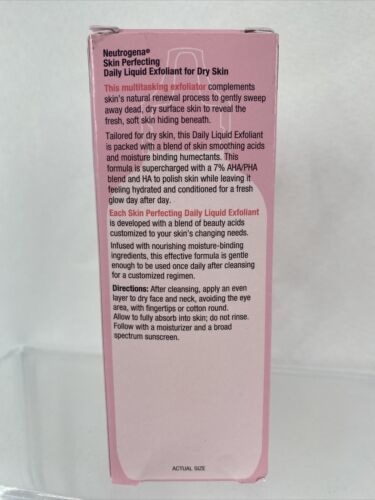 Neutrogena®
Skin Perfecting
Daily Liquid Exfoliant for Dry Skin
This multitasking exfoliator complements
skin's natural renewal process to gently sweep
away dead, dry surface skin to reveal the
fresh, soft skin hiding beneath.
Tailored for dry skin, this Daily Liquid Exfoliant
is packed with a blend of skin smoothing acids
and moisture binding humectants. This
formula is supercharged with a 7% AHA/PHA
blend and HA to polish skin while leaving it
feeling hydrated and conditioned for a fresh
glow day after day.
Each Skin Perfecting Daily Liquid Exfoliant
is developed with a blend of beauty acids
customized to your skin's changing needs.
Infused with nourishing moisture-binding
ingredients, this effective formula is gentle
enough to be used once daily after cleansing
for a customized regimen.
Directions: After cleansing, apply an even
layer to dry face and neck, avoiding the eye
area, with fingertips or cotton round.
Allow to fully absorb into skin; do not rinse.
Follow with a moisturizer and a broad
spectrum sunscreen.
ACTUAL SIZE